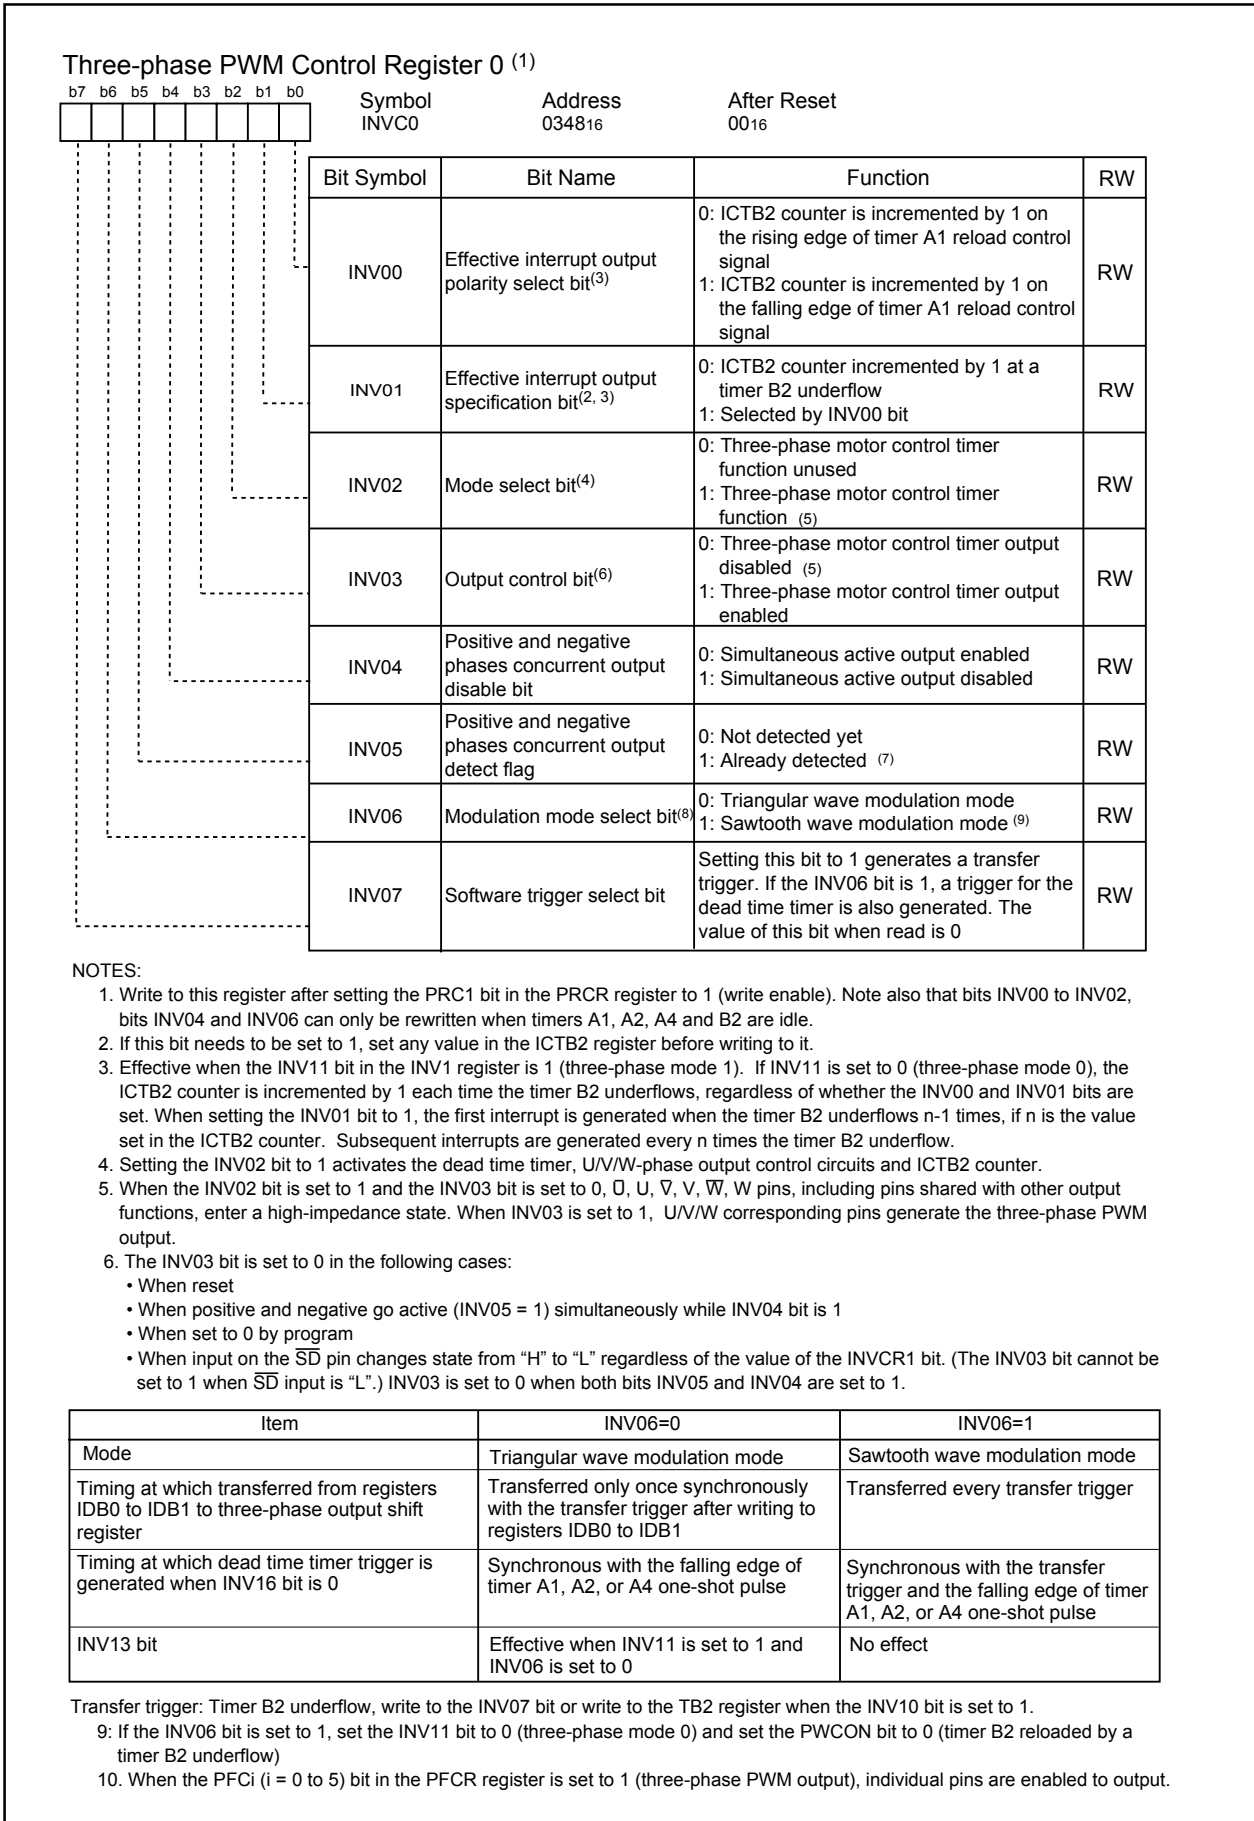 Three-phase PWM Control Register 0 (1)
b7 b6 b5 b4 b3 b2 b1 b0
Symbol Address After Reset
INVC0 034816 0016
Bit Symbol Bit Name Function RW
INV00
Effective interrupt output
polarity select bit(3)
0: ICTB2 counter is incremented by 1 on
the rising edge of timer A1 reload control
signal
1: ICTB2 counter is incremented by 1 on
the falling edge of timer A1 reload control
signal
RW
INV01
Effective interrupt output
specification bit(2, 3)
0: ICTB2 counter incremented by 1 at a
timer B2 underflow
1: Selected by INV00 bit
RW
INV02
Mode select bit(4)
0: Three-phase motor control timer
function unused
1: Three-phase motor control timer
function (5)
RW
INV03
Output control bit(6)
0: Three-phase motor control timer output
disabled (5)
1: Three-phase motor control timer output
enabled
RW
INV04
Positive and negative
phases concurrent output
disable bit
0: Simultaneous active output enabled
1: Simultaneous active output disabled
RW
INV05
Positive and negative
phases concurrent output
detect flag
0: Not detected yet
1: Already detected (7)
RW
INV06
Modulation mode select bit(8)
0: Triangular wave modulation mode
1: Sawtooth wave modulation mode (9)
RW
INV07
Software trigger select bit
Setting this bit to 1 generates a transfer
trigger. If the INV06 bit is 1, a trigger for the
dead time timer is also generated. The
value of this bit when read is 0
RW
NOTES:
1. Write to this register after setting the PRC1 bit in the PRCR register to 1 (write enable). Note also that bits INV00 to INV02,
bits INV04 and INV06 can only be rewritten when timers A1, A2, A4 and B2 are idle.
2. If this bit needs to be set to 1, set any value in the ICTB2 register before writing to it.
3. Effective when the INV11 bit in the INV1 register is 1 (three-phase mode 1). If INV11 is set to 0 (three-phase mode 0), the
ICTB2 counter is incremented by 1 each time the timer B2 underflows, regardless of whether the INV00 and INV01 bits are
set. When setting the INV01 bit to 1, the first interrupt is generated when the timer B2 underflows n-1 times, if n is the value
set in the ICTB2 counter. Subsequent interrupts are generated every n times the timer B2 underflow.
4. Setting the INV02 bit to 1 activates the dead time timer, U/V/W-phase output control circuits and ICTB2 counter.
5. When the INV02 bit is set to 1 and the INV03 bit is set to 0, U̅, U, V̅, V, W̅, W pins, including pins shared with other output
functions, enter a high-impedance state. When INV03 is set to 1, U/V/W corresponding pins generate the three-phase PWM
output.
6. The INV03 bit is set to 0 in the following cases:
• When reset
• When positive and negative go active (INV05 = 1) simultaneously while INV04 bit is 1
• When set to 0 by program
• When input on the S̅D̅ pin changes state from “H” to “L” regardless of the value of the INVCR1 bit. (The INV03 bit cannot be
set to 1 when S̅D̅ input is “L”.) INV03 is set to 0 when both bits INV05 and INV04 are set to 1.
Item INV06=0 INV06=1
Mode
Triangular wave modulation mode
Sawtooth wave modulation mode
Timing at which transferred from registers
IDB0 to IDB1 to three-phase output shift
register
Transferred only once synchronously
with the transfer trigger after writing to
registers IDB0 to IDB1
Transferred every transfer trigger
Timing at which dead time timer trigger is
generated when INV16 bit is 0
Synchronous with the falling edge of
timer A1, A2, or A4 one-shot pulse
Synchronous with the transfer
trigger and the falling edge of timer
A1, A2, or A4 one-shot pulse
INV13 bit
Effective when INV11 is set to 1 and
INV06 is set to 0
No effect
Transfer trigger: Timer B2 underflow, write to the INV07 bit or write to the TB2 register when the INV10 bit is set to 1.
9: If the INV06 bit is set to 1, set the INV11 bit to 0 (three-phase mode 0) and set the PWCON bit to 0 (timer B2 reloaded by a
timer B2 underflow)
10. When the PFCi (i = 0 to 5) bit in the PFCR register is set to 1 (three-phase PWM output), individual pins are enabled to output.